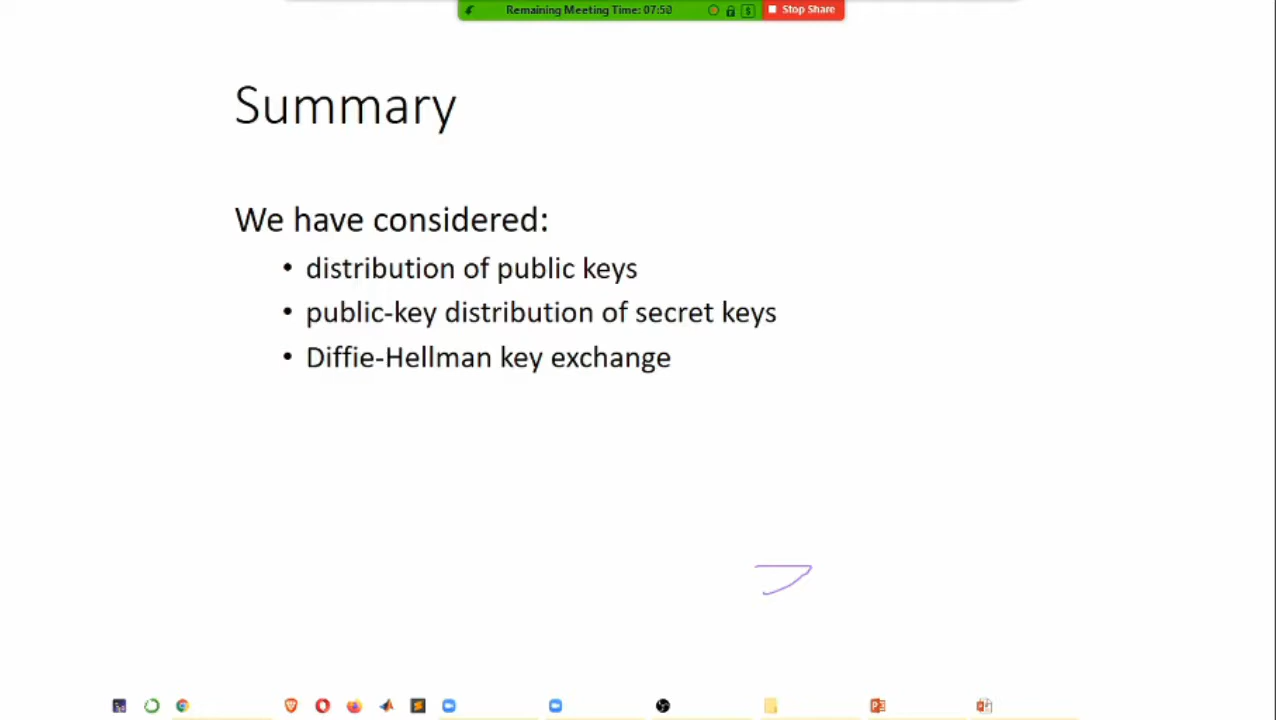 Remaining Meeting Time: 07:50
Stop Share
Summary
We have considered:
• distribution of public keys
• public-key distribution of secret keys
• Diffie-Hellman key exchange